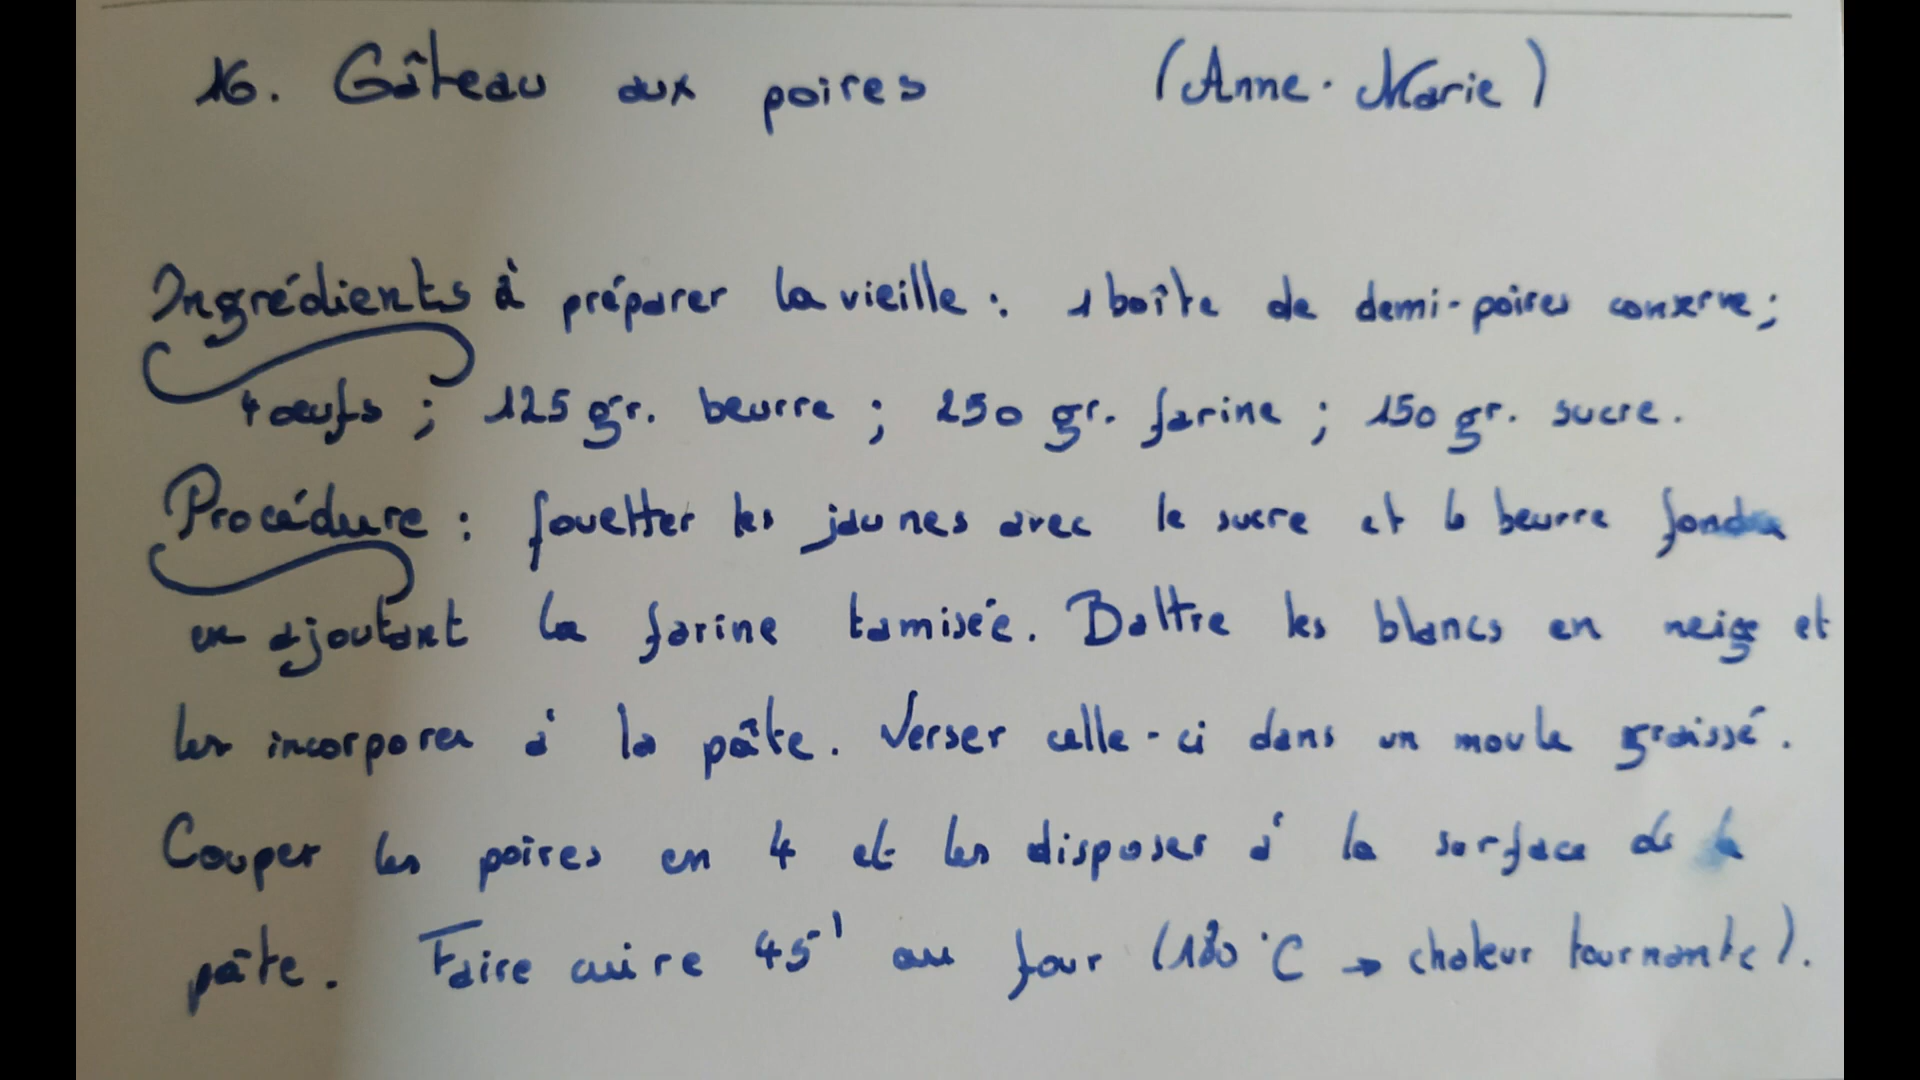 16. Gâteau aux poires (Anne-Marie)
Ingrédients à préparer la vieille : 1 boîte de demi-poires conserve ;
4 œufs ; 125 gr. beurre ; 250 gr. farine ; 150 gr. sucre.
Procédure : fouetter les jaunes avec le sucre et le beurre fondu
en ajoutant la farine tamisée. Battre les blancs en neige et
les incorporer à la pâte. Verser celle-ci dans un moule graissé.
Couper les poires en 4 et les disposer à la surface de la
pâte. Faire cuire 45' au four (180°C → chaleur tournante).